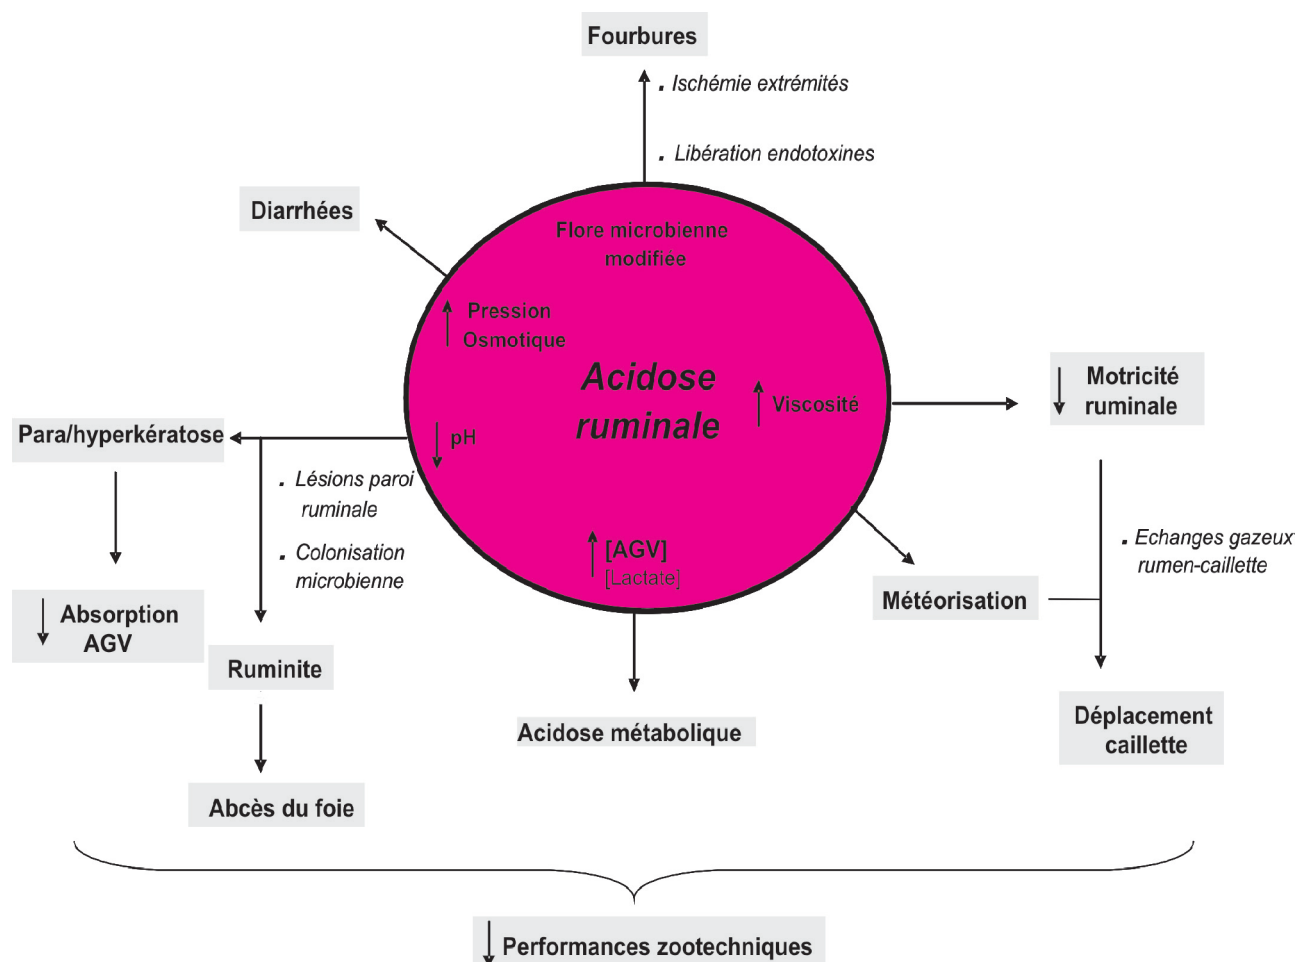 Fourbures
. Ischémie extrémités
. Libération endotoxines
Diarrhées
Flore microbienne
modifiée
↑ Pression
Osmotique
Acidose
ruminale
↑ Viscosité
↓ Motricité
ruminale
Para/hyperkératose
↓ pH
. Lésions paroi
ruminale
. Colonisation
microbienne
↑ [AGV]
[Lactate]
. Echanges gazeux
rumen-caillette
Météorisation
↓ Absorption
AGV
Ruminite
Acidose métabolique
Déplacement
caillette
Abcès du foie
↓ Performances zootechniques